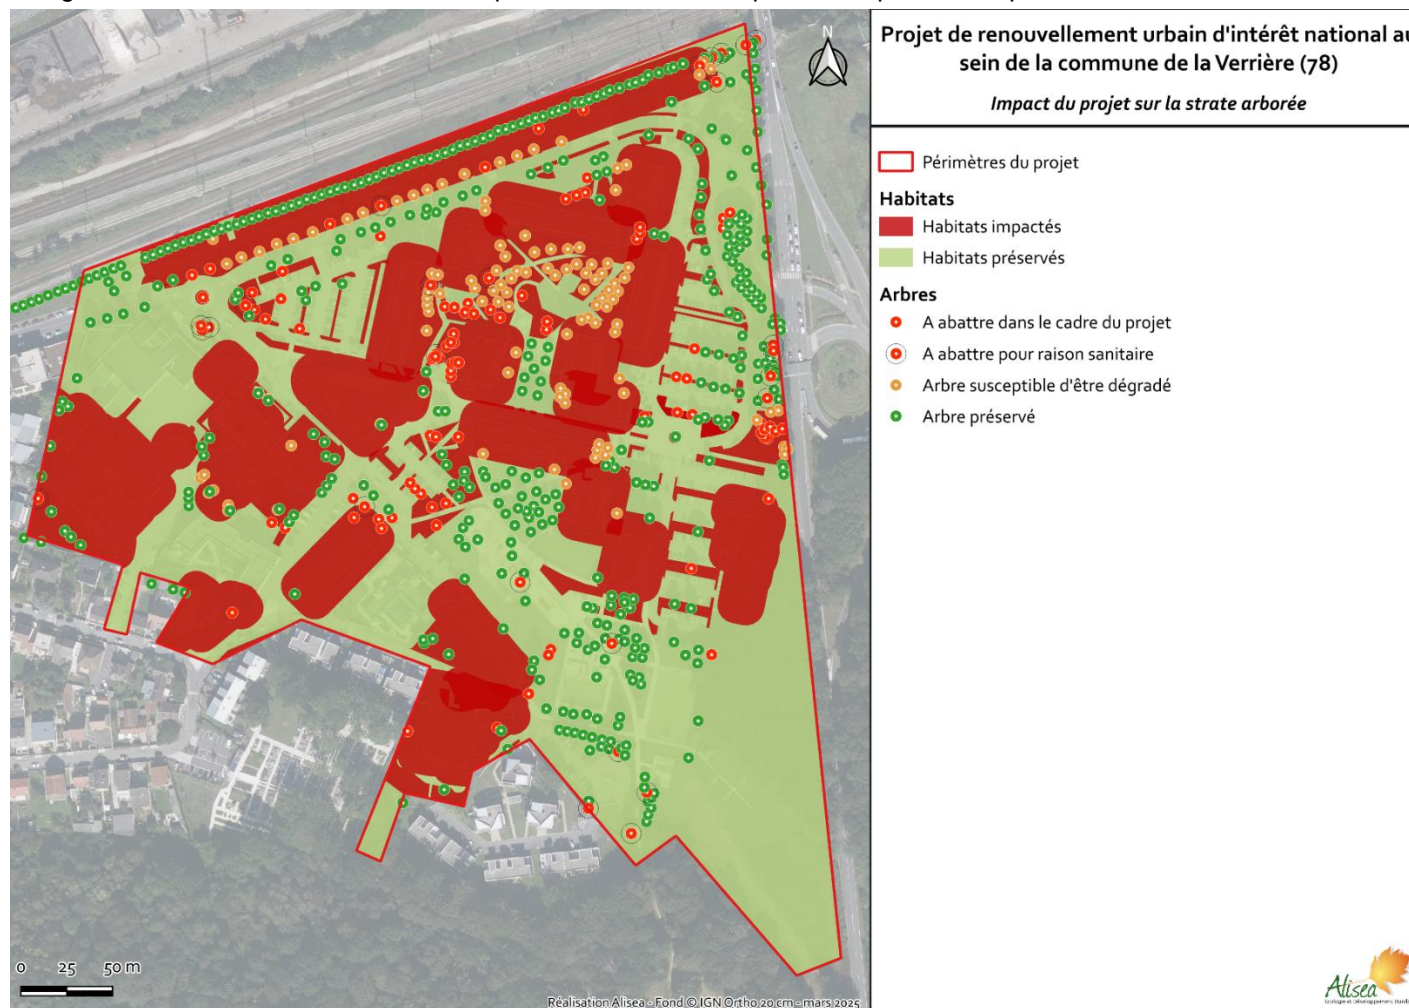 Projet de renouvellement urbain d'intérêt national au
sein de la commune de la Verrière (78)
Impact du projet sur la strate arborée
N
Périmètres du projet
Habitats
Habitats impactés
Habitats préservés
Arbres
A abattre dans le cadre du projet
A abattre pour raison sanitaire
Arbre susceptible d'être dégradé
Arbre préservé
0 25 50 m
Réalisation Alisea - Fond © IGN Ortho 20 cm - mars 2025
Alisea